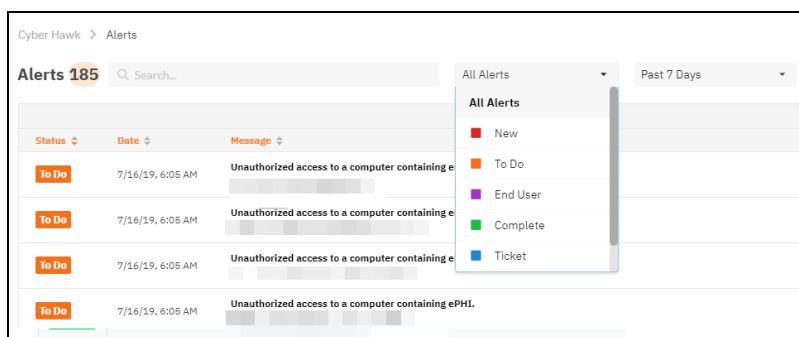 Cyber Hawk > Alerts
Alerts 185 Search... All Alerts Past 7 Days
All Alerts
New
To Do
End User
Complete
Ticket
Status Date Message
To Do 7/16/19, 6:05 AM Unauthorized access to a computer containing
To Do 7/16/19, 6:05 AM Unauthorized access to a computer containing
To Do 7/16/19, 6:05 AM Unauthorized access to a computer containing
To Do 7/16/19, 6:05 AM Unauthorized access to a computer containing ePHI.